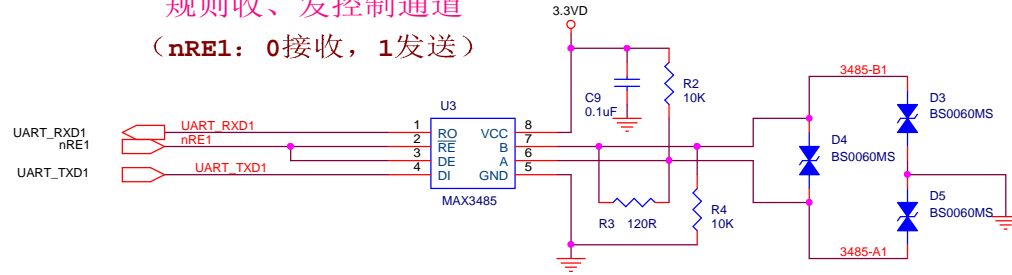 规则收、发控制通道
（nRE1: 0接收，1发送）
3.3VD
C9
0.1uF
R2
10K
3485-B1
D3
BS0060MS
D4
BS0060MS
U3
UART_RXD1
UART_RXD1
1
RO
VCC
8
nRE1
nRE1
2
RE
B
7
3
DE
A
6
UART_TXD1
UART_TXD1
4
DI
GND
5
MAX3485
R3
120R
R4
10K
D5
BS0060MS
3485-A1